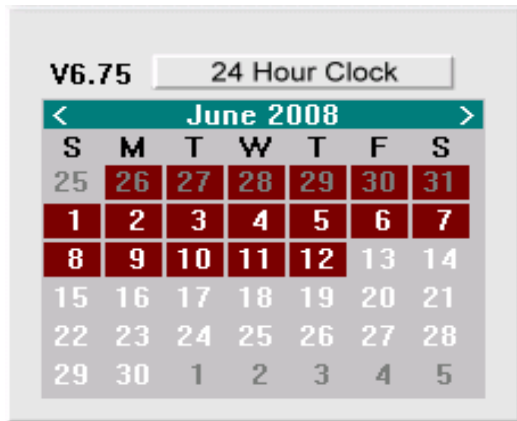 V6.75 24 Hour Clock
< June 2008 >
S M T W T F S
25 26 27 28 29 30 31
1 2 3 4 5 6 7
8 9 10 11 12 13 14
15 16 17 18 19 20 21
22 23 24 25 26 27 28
29 30 1 2 3 4 5